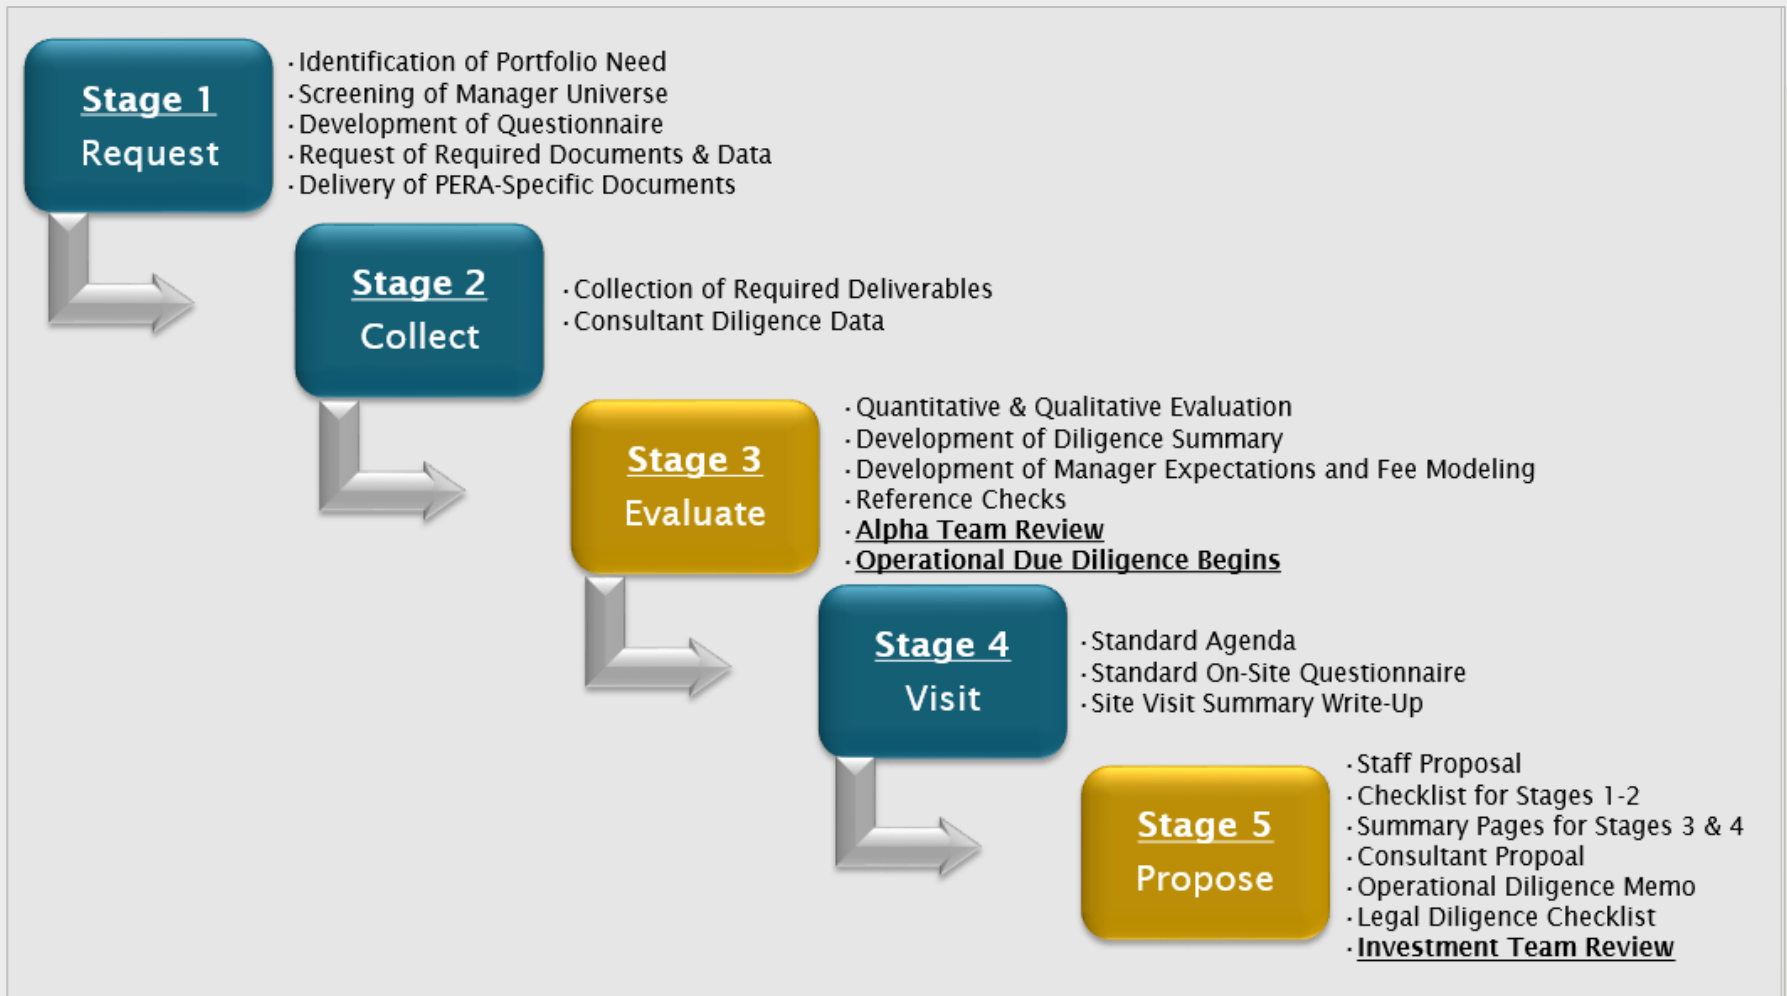 Stage 1
Request
· Identification of Portfolio Need
· Screening of Manager Universe
· Development of Questionnaire
· Request of Required Documents & Data
· Delivery of PERA-Specific Documents
Stage 2
Collect
· Collection of Required Deliverables
· Consultant Diligence Data
Stage 3
Evaluate
· Quantitative & Qualitative Evaluation
· Development of Diligence Summary
· Development of Manager Expectations and Fee Modeling
· Reference Checks
· Alpha Team Review
· Operational Due Diligence Begins
Stage 4
Visit
· Standard Agenda
· Standard On-Site Questionnaire
· Site Visit Summary Write-Up
Stage 5
Propose
· Staff Proposal
· Checklist for Stages 1-2
· Summary Pages for Stages 3 & 4
· Consultant Propoal
· Operational Diligence Memo
· Legal Diligence Checklist
· Investment Team Review